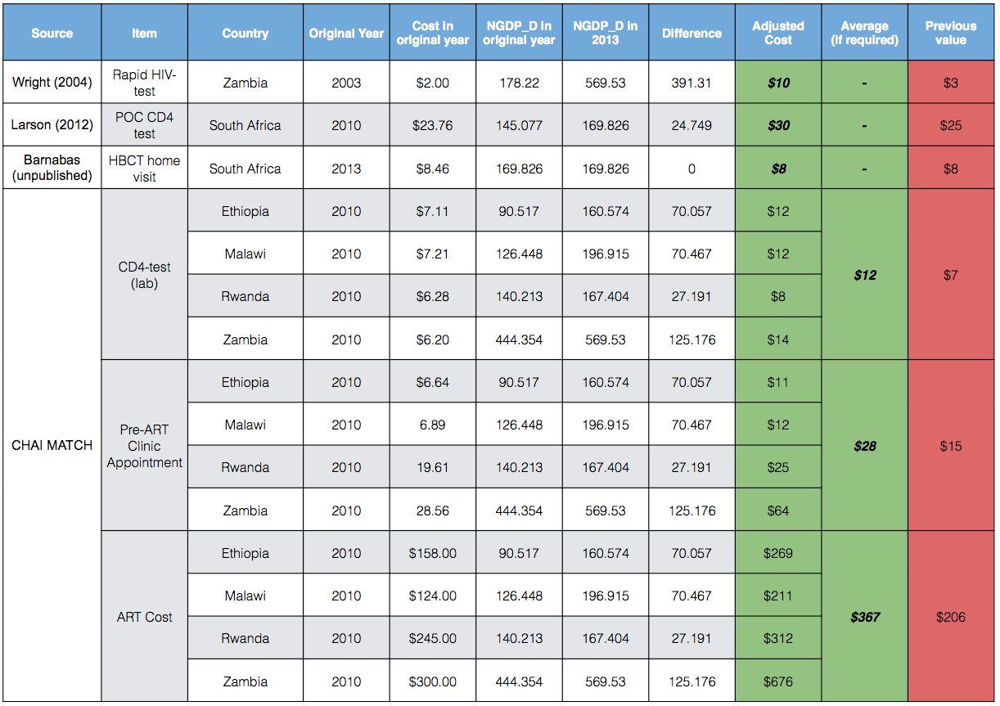 Source Item Country Original Year Cost in original year NGDP_D in original year NGDP_D in 2013 Difference Adjusted Cost Average (if required) Previous value
Wright (2004) Rapid HIV-test Zambia 2003 $2.00 178.22 569.53 391.31 $10 - $3
Larson (2012) POC CD4 test South Africa 2010 $23.76 145.077 169.826 24.749 $30 - $25
Barnabas (unpublished) HBCT home visit South Africa 2013 $8.46 169.826 169.826 0 $8 - $8
CHAI MATCH
CD4-test (lab)
Ethiopia 2010 $7.11 90.517 160.574 70.057 $12
Malawi 2010 $7.21 126.448 196.915 70.467 $12
$12 $7
Rwanda 2010 $6.28 140.213 167.404 27.191 $8
Zambia 2010 $6.20 444.354 569.53 125.176 $14
Pre-ART Clinic Appointment
Ethiopia 2010 $6.64 90.517 160.574 70.057 $11
Malawi 2010 6.89 126.448 196.915 70.467 $12
$28 $15
Rwanda 2010 19.61 140.213 167.404 27.191 $25
Zambia 2010 28.56 444.354 569.53 125.176 $64
ART Cost
Ethiopia 2010 $158.00 90.517 160.574 70.057 $269
Malawi 2010 $124.00 126.448 196.915 70.467 $211
$367 $206
Rwanda 2010 $245.00 140.213 167.404 27.191 $312
Zambia 2010 $300.00 444.354 569.53 125.176 $676